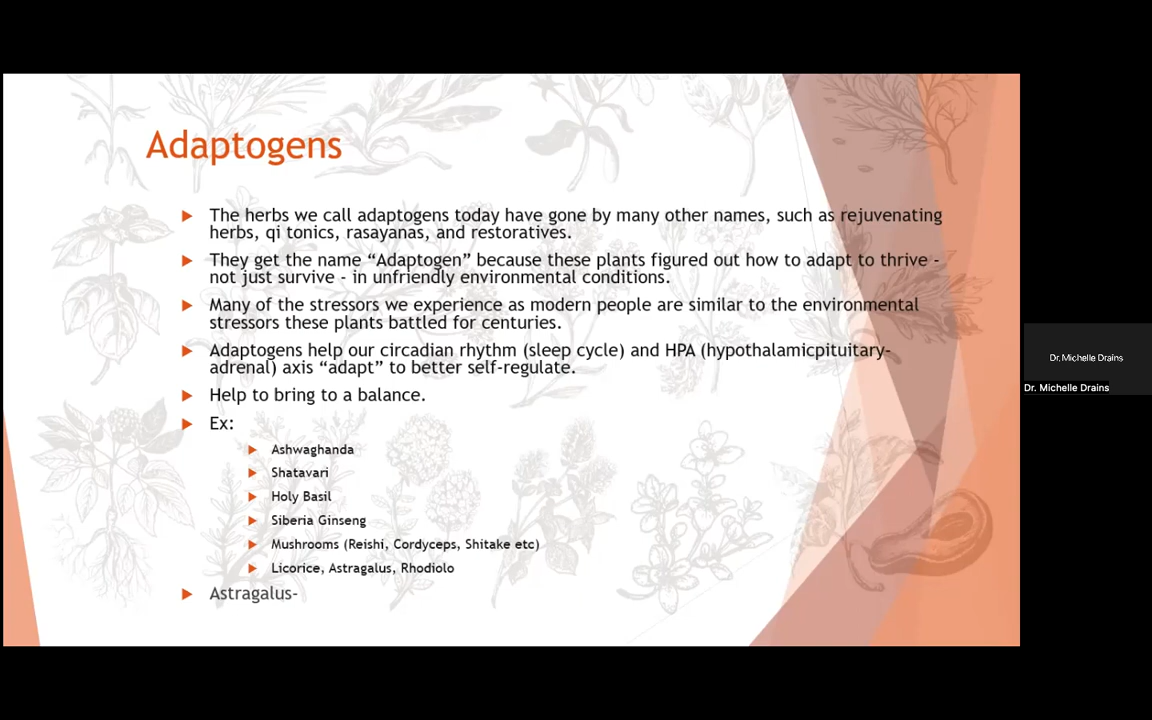 Adaptogens
The herbs we call adaptogens today have gone by many other names, such as rejuvenating
herbs, qi tonics, rasayanas, and restoratives.
They get the name “Adaptogen” because these plants figured out how to adapt to thrive -
not just survive - in unfriendly environmental conditions.
Many of the stressors we experience as modern people are similar to the environmental
stressors these plants battled for centuries.
Adaptogens help our circadian rhythm (sleep cycle) and HPA (hypothalamicpituitary-
adrenal) axis “adapt” to better self-regulate.
Help to bring to a balance.
Ex:
Ashwaghanda
Shatavari
Holy Basil
Siberia Ginseng
Mushrooms (Reishi, Cordyceps, Shitake etc)
Licorice, Astragalus, Rhodiolo
Astragalus-
Dr. Michelle Drains
Dr. Michelle Drains